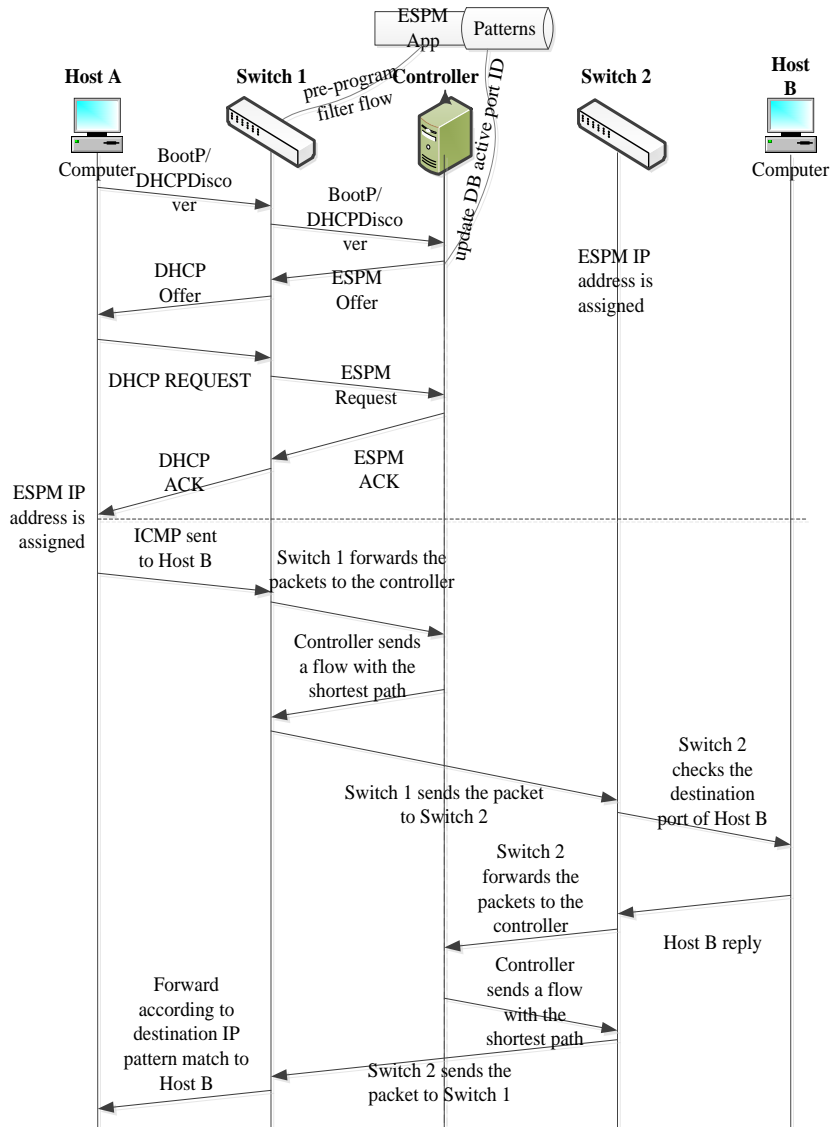 ESPM
App
Patterns
Host A
Switch 1
Controller
Switch 2
Host
B
pre-program
filter flow
update DB active port ID
Computer
Computer
BootP/
DHCPDisco
ver
BootP/
DHCPDisco
ver
DHCP
Offer
ESPM
Offer
ESPM IP
address is
assigned
DHCP REQUEST
ESPM
Request
DHCP
ACK
ESPM
ACK
ESPM IP
address is
assigned
ICMP sent
to Host B
Switch 1 forwards the
packets to the controller
Controller sends
a flow with the
shortest path
Switch 1 sends the packet
to Switch 2
Switch 2
checks the
destination
port of Host B
Switch 2
forwards the
packets to the
controller
Host B reply
Controller
sends a flow
with the
shortest path
Forward
according to
destination IP
pattern match to
Host B
Switch 2 sends the
packet to Switch 1